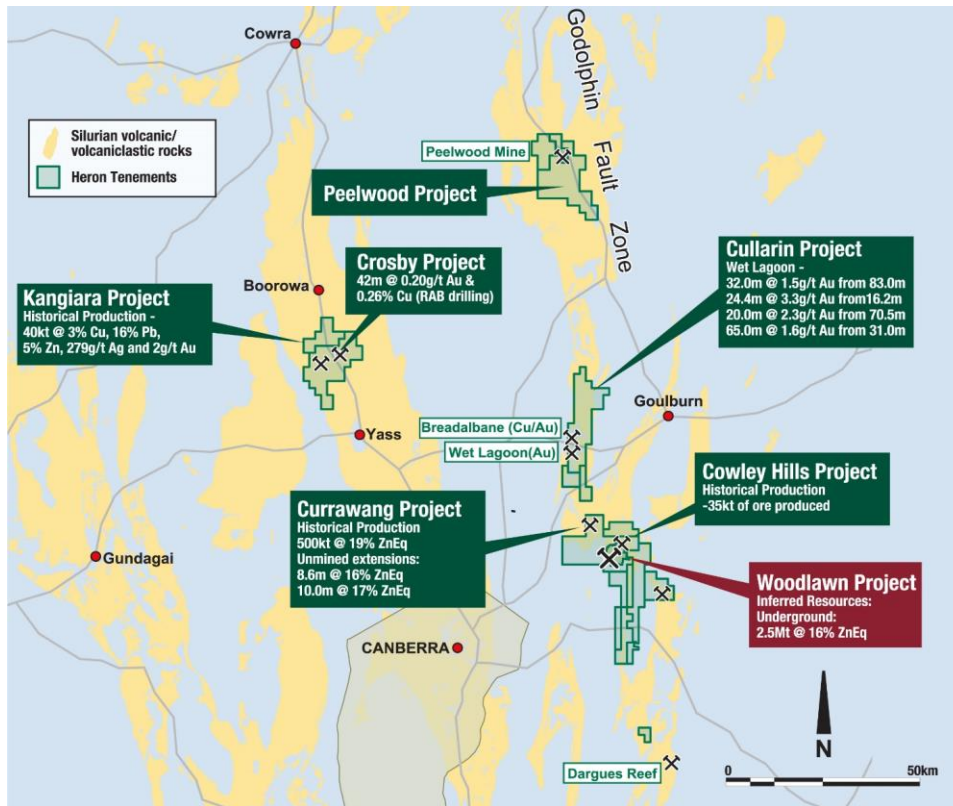 Cowra
Godolphin
Fault
Zone
Silurian volcanic/
volcaniclastic rocks
Heron Tenements
Peelwood Mine
Peelwood Project
Cullarin Project
Wet Lagoon -
32.0m @ 1.5g/t Au from 83.0m
24.4m @ 3.3g/t Au from16.2m
20.0m @ 2.3g/t Au from 70.5m
65.0m @ 1.6g/t Au from 31.0m
Crosby Project
42m @ 0.20g/t Au &
0.26% Cu (RAB drilling)
Boorowa
Kangiara Project
Historical Production -
40kt @ 3% Cu, 16% Pb,
5% Zn, 279g/t Ag and 2g/t Au
Goulburn
Breadalbane (Cu/Au)
Yass
Wet Lagoon(Au)
Cowley Hills Project
Historical Production
-35kt of ore produced
Currawang Project
Historical Production
500kt @ 19% ZnEq
Unmined extensions:
8.6m @ 16% ZnEq
10.0m @ 17% ZnEq
Gundagai
Woodlawn Project
Inferred Resources:
Underground:
2.5Mt @ 16% ZnEq
CANBERRA
N
Dargues Reef
0 50km